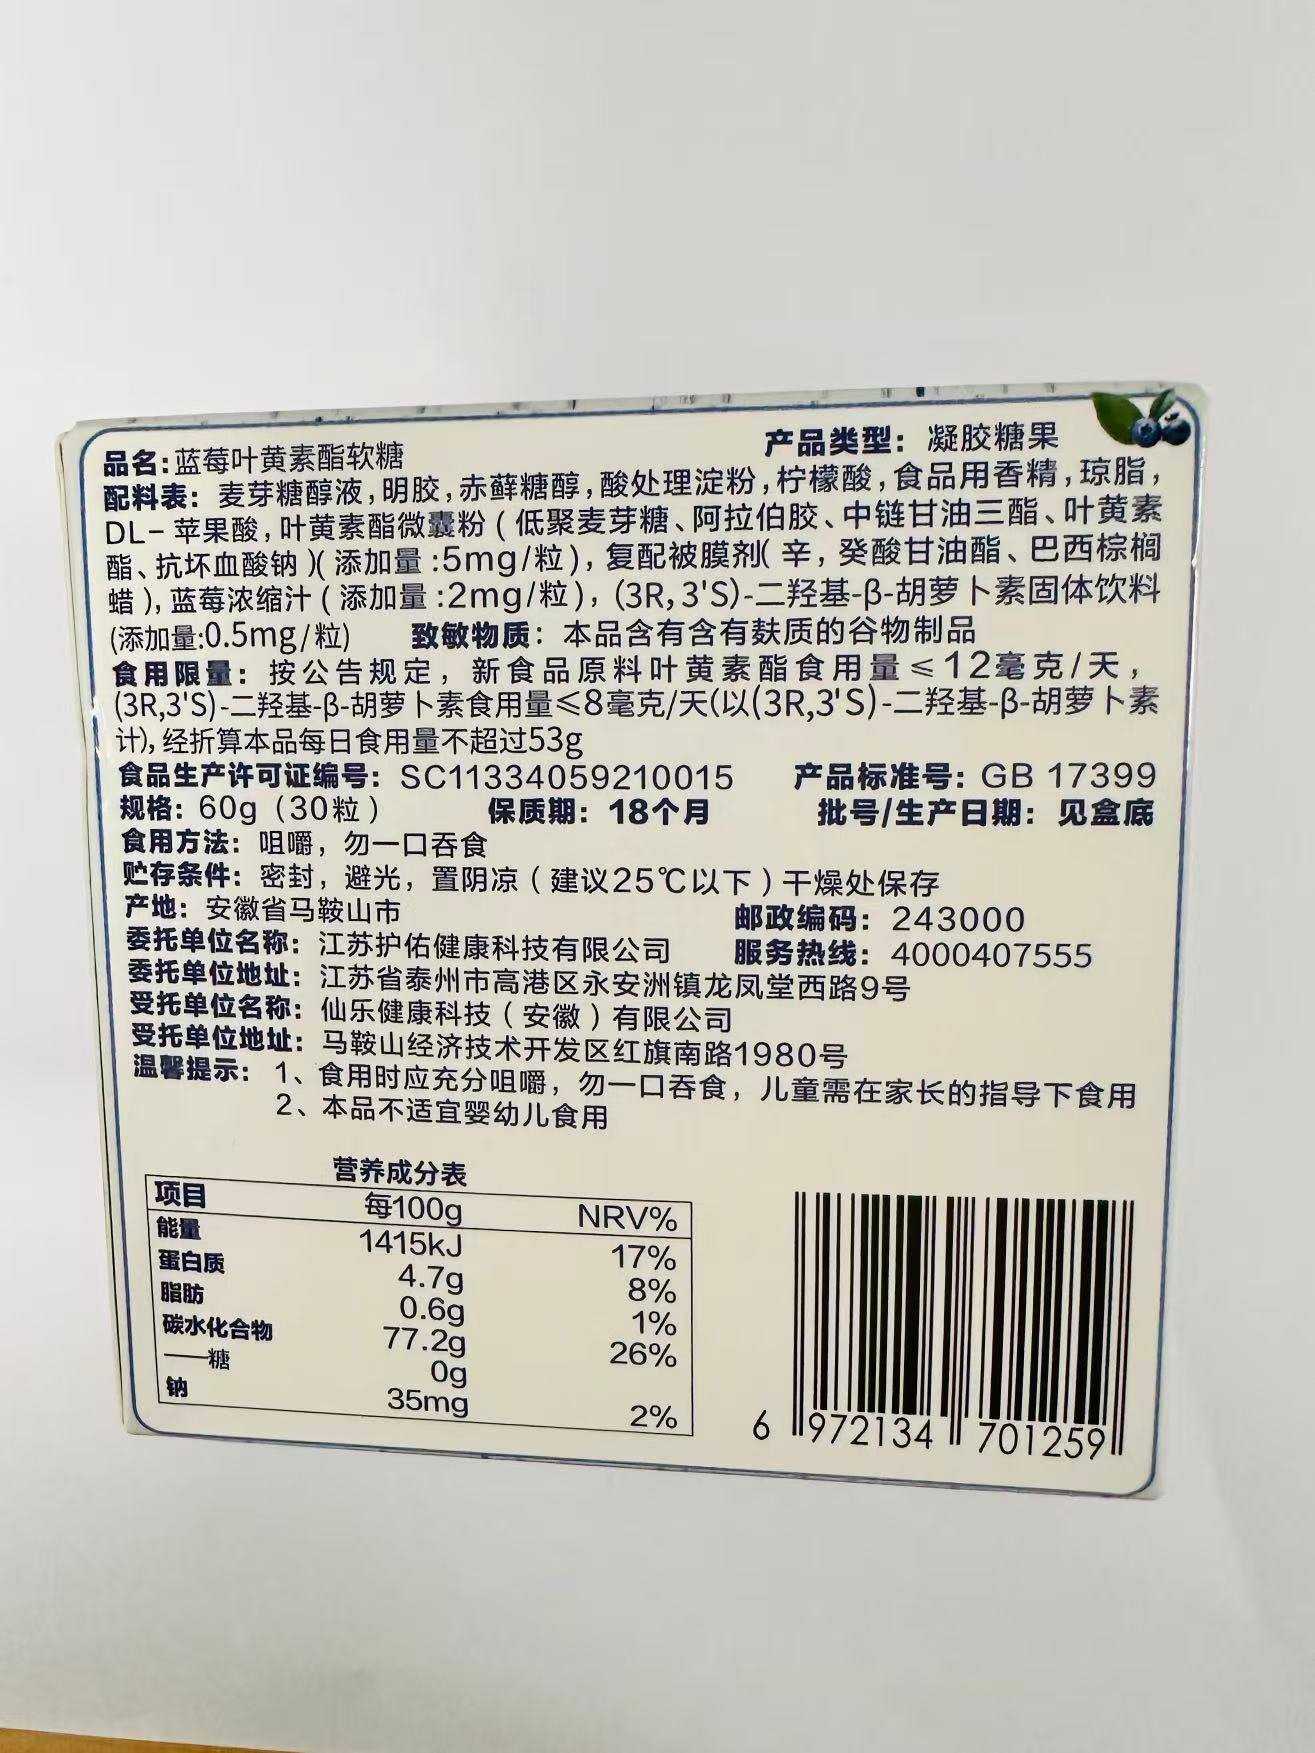 品名:蓝莓叶黄素酯软糖 产品类型：凝胶糖果
配料表：麦芽糖醇液,明胶,赤藓糖醇,酸处理淀粉,柠檬酸,食品用香精,琼脂,
DL-苹果酸,叶黄素酯微囊粉(低聚麦芽糖、阿拉伯胶、中链甘油三酯、叶黄素
酯、抗坏血酸钠)(添加量:5mg/粒),复配被膜剂(辛,癸酸甘油酯、巴西棕榈
蜡),蓝莓浓缩汁(添加量:2mg/粒),(3R,3'S)-二羟基-β-胡萝卜素固体饮料
(添加量:0.5mg/粒) 致敏物质：本品含有含有麸质的谷物制品
食用限量：按公告规定，新食品原料叶黄素酯食用量≤12毫克/天，
(3R,3'S)-二羟基-β-胡萝卜素食用量≤8毫克/天(以(3R,3'S)-二羟基-β-胡萝卜素
计),经折算本品每日食用量不超过53g
食品生产许可证编号：SC11334059210015 产品标准号：GB 17399
规格：60g（30粒） 保质期：18个月 批号/生产日期：见盒底
食用方法：咀嚼，勿一口吞食
贮存条件：密封，避光，置阴凉（建议25℃以下）干燥处保存
产地：安徽省马鞍山市 邮政编码：243000
委托单位名称：江苏护佑健康科技有限公司 服务热线：4000407555
委托单位地址：江苏省泰州市高港区永安洲镇龙凤堂西路9号
受托单位名称：仙乐健康科技（安徽）有限公司
受托单位地址：马鞍山经济技术开发区红旗南路1980号
温馨提示：1、食用时应充分咀嚼，勿一口吞食，儿童需在家长的指导下食用
2、本品不适宜婴幼儿食用
营养成分表
项目 每100g NRV%
能量 1415kJ 17%
蛋白质 4.7g 8%
脂肪 0.6g 1%
碳水化合物 77.2g 26%
——糖 0g
钠 35mg 2%
6 972134 701259